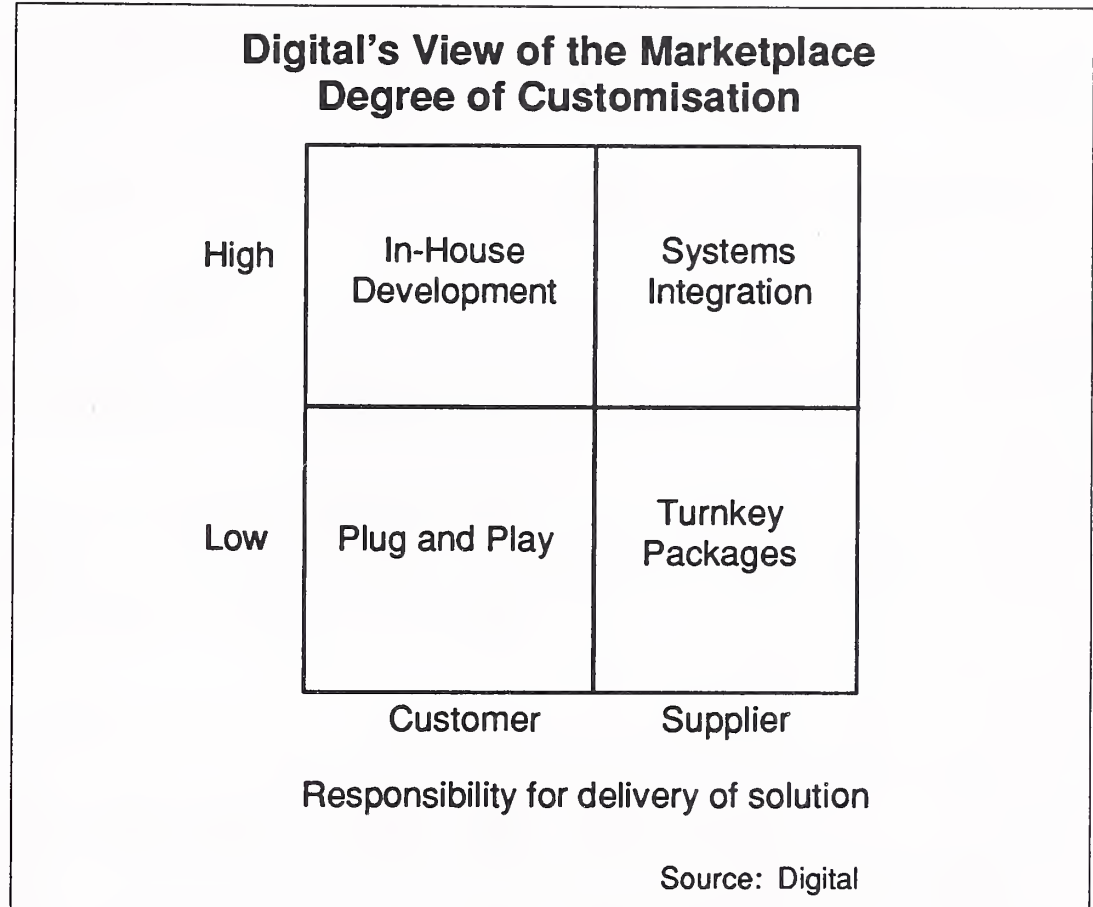 Digital's View of the Marketplace
Degree of Customisation
High
In-House
Development
Systems
Integration
Low
Plug and Play
Turnkey
Packages
Customer
Supplier
Responsibility for delivery of solution
Source: Digital